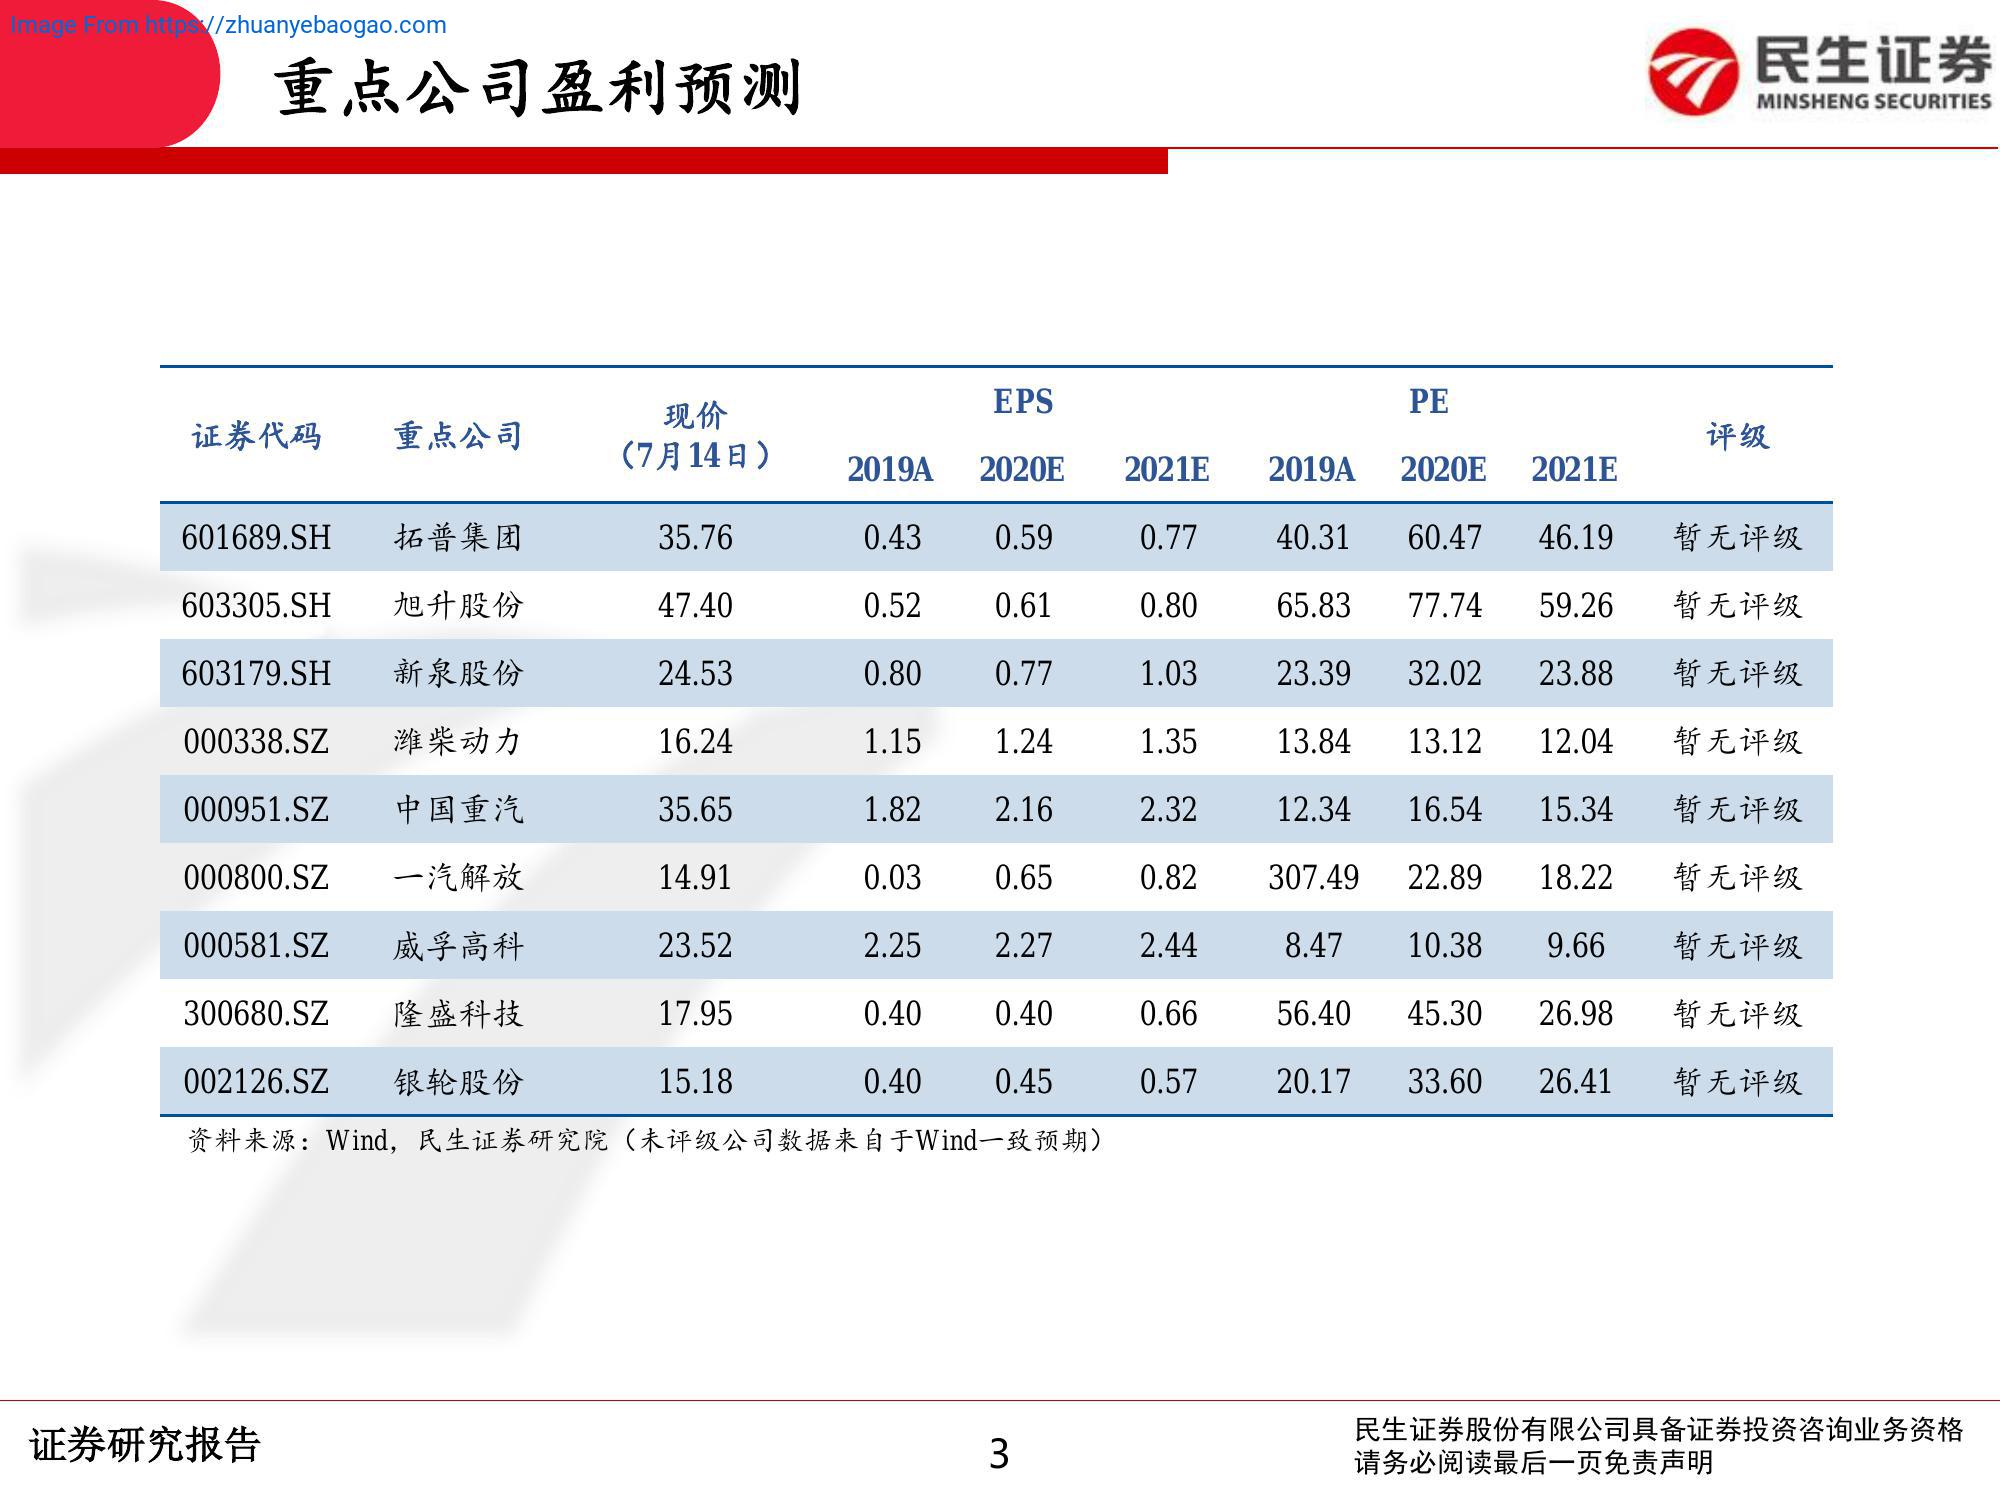 Image From https://zhuanyebaogao.com
重点公司盈利预测
民生证券
MINSHENG SECURITIES
证券代码 重点公司 现价（7月14日） EPS PE 评级
2019A 2020E 2021E 2019A 2020E 2021E
601689.SH 拓普集团 35.76 0.43 0.59 0.77 40.31 60.47 46.19 暂无评级
603305.SH 旭升股份 47.40 0.52 0.61 0.80 65.83 77.74 59.26 暂无评级
603179.SH 新泉股份 24.53 0.80 0.77 1.03 23.39 32.02 23.88 暂无评级
000338.SZ 潍柴动力 16.24 1.15 1.24 1.35 13.84 13.12 12.04 暂无评级
000951.SZ 中国重汽 35.65 1.82 2.16 2.32 12.34 16.54 15.34 暂无评级
000800.SZ 一汽解放 14.91 0.03 0.65 0.82 307.49 22.89 18.22 暂无评级
000581.SZ 威孚高科 23.52 2.25 2.27 2.44 8.47 10.38 9.66 暂无评级
300680.SZ 隆盛科技 17.95 0.40 0.40 0.66 56.40 45.30 26.98 暂无评级
002126.SZ 银轮股份 15.18 0.40 0.45 0.57 20.17 33.60 26.41 暂无评级
资料来源：Wind，民生证券研究院（未评级公司数据来自于Wind一致预期）
证券研究报告
3
民生证券股份有限公司具备证券投资咨询业务资格
请务必阅读最后一页免责声明